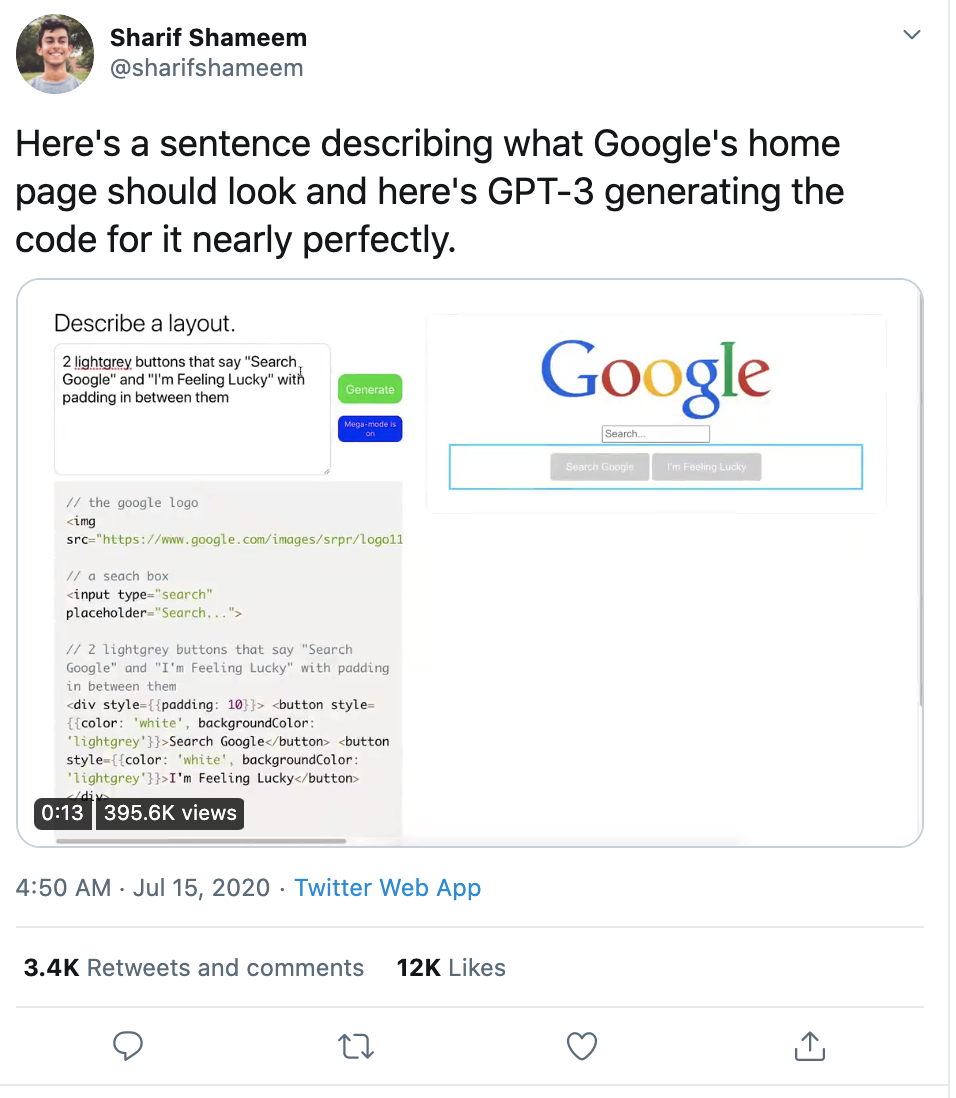 Sharif Shameem
@sharifshameem
Here's a sentence describing what Google's home
page should look and here's GPT-3 generating the
code for it nearly perfectly.
Describe a layout.
2 lightgrey buttons that say "Search
Google" and "I'm Feeling Lucky" with
padding in between them
Generate
Mega-mode is
on
Google
Search...
Search Google
I'm Feeling Lucky
// the google logo
<img
src="https://www.google.com/images/srpr/logo11
// a seach box
<input type="search"
placeholder="Search...">
// 2 lightgrey buttons that say "Search
Google" and "I'm Feeling Lucky" with padding
in between them
<div style={{padding: 10}}> <button style=
{{color: 'white', backgroundColor:
'lightgrey'}}>Search Google</button> <button
style={{color: 'white', backgroundColor:
'lightgrey'}}>I'm Feeling Lucky</button>
</div>
0:13
395.6K views
4:50 AM · Jul 15, 2020 · Twitter Web App
3.4K Retweets and comments 12K Likes